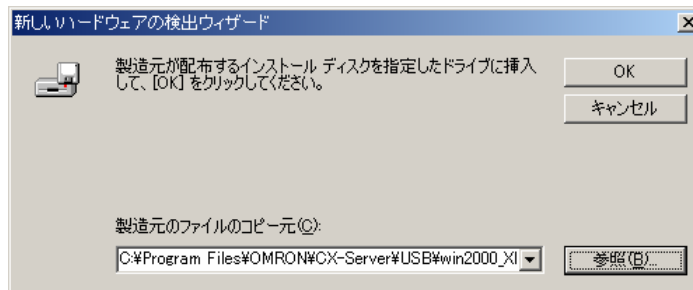 新しいハードウェアの検出ウィザード
製造元が配布するインストール ディスクを指定したドライブに挿入
して、[OK] をクリックしてください。
OK
キャンセル
製造元のファイルのコピー元(C):
C:¥Program Files¥OMRON¥CX-Server¥USB¥win2000_XI
参照(B)...